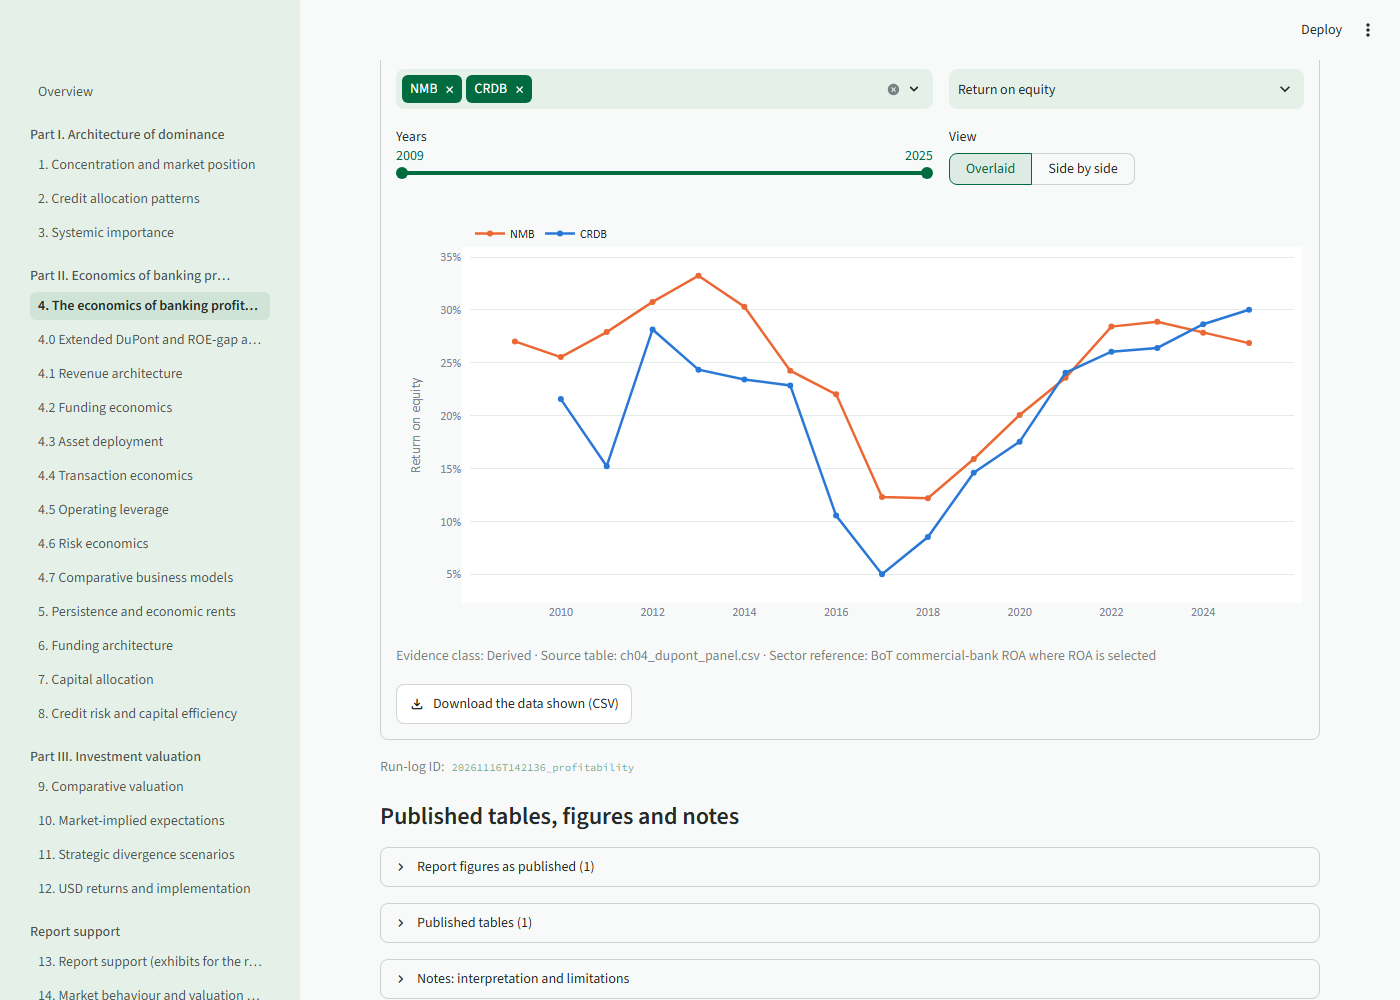 Deploy
Overview
Part I. Architecture of dominance
1. Concentration and market position
2. Credit allocation patterns
3. Systemic importance
Part II. Economics of banking pr…
4. The economics of banking profit…
4.0 Extended DuPont and ROE-gap a…
4.1 Revenue architecture
4.2 Funding economics
4.3 Asset deployment
4.4 Transaction economics
4.5 Operating leverage
4.6 Risk economics
4.7 Comparative business models
5. Persistence and economic rents
6. Funding architecture
7. Capital allocation
8. Credit risk and capital efficiency
Part III. Investment valuation
9. Comparative valuation
10. Market-implied expectations
11. Strategic divergence scenarios
12. USD returns and implementation
Report support
13. Report support (exhibits for the r…
14. Market behaviour and valuation …
NMB × CRDB ×
Return on equity
Years
2009 2025
View
Overlaid Side by side
NMB CRDB
Return on equity
35%
30%
25%
20%
15%
10%
5%
2010 2012 2014 2016 2018 2020 2022 2024
Evidence class: Derived · Source table: ch04_dupont_panel.csv · Sector reference: BoT commercial-bank ROA where ROA is selected
Download the data shown (CSV)
Run-log ID: 20261116T142136_profitability
Published tables, figures and notes
Report figures as published (1)
Published tables (1)
Notes: interpretation and limitations